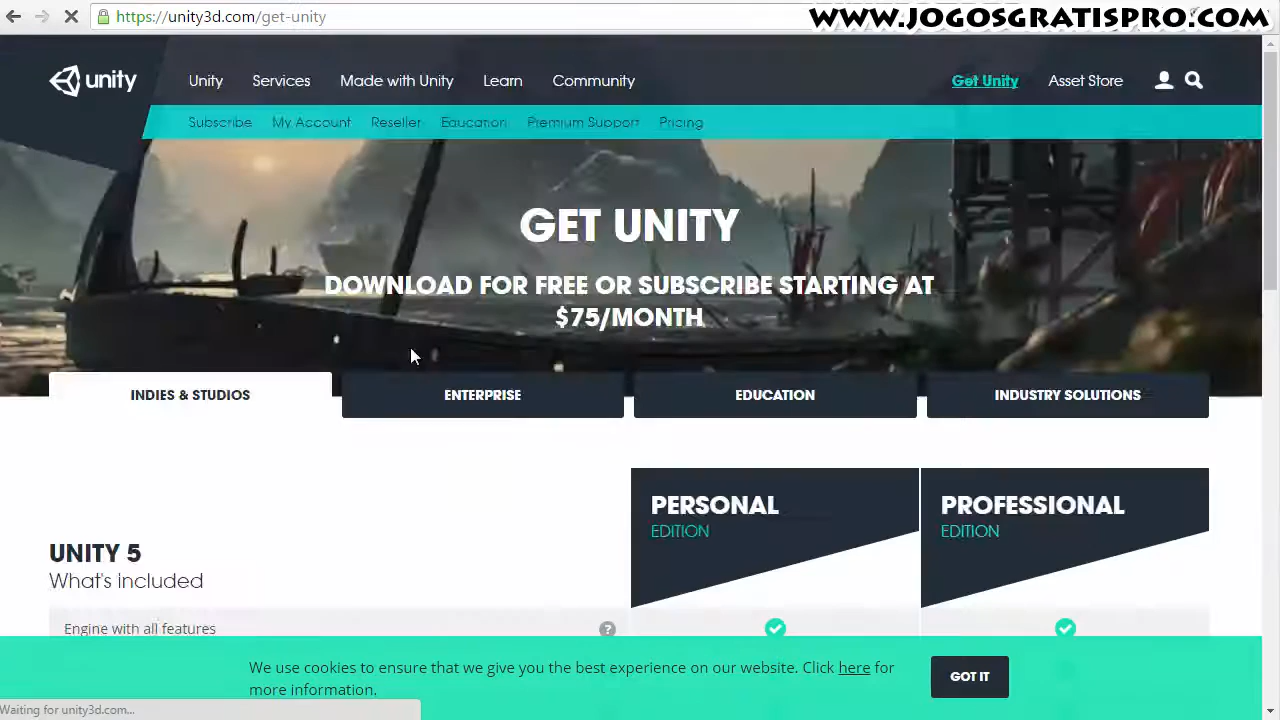 https://unity3d.com/get-unity
www.JOGOSGRATISPRO.com
unity
Unity Services Made with Unity Learn Community Get Unity Asset Store
Subscribe My Account Reseller Education Premium Support Pricing
GET UNITY
DOWNLOAD FOR FREE OR SUBSCRIBE STARTING AT
$75/MONTH
INDIES & STUDIOS ENTERPRISE EDUCATION INDUSTRY SOLUTIONS
PERSONAL
EDITION
PROFESSIONAL
EDITION
UNITY 5
What's included
Engine with all features ?
We use cookies to ensure that we give you the best experience on our website. Click here for
more information.
GOT IT
Waiting for unity3d.com...